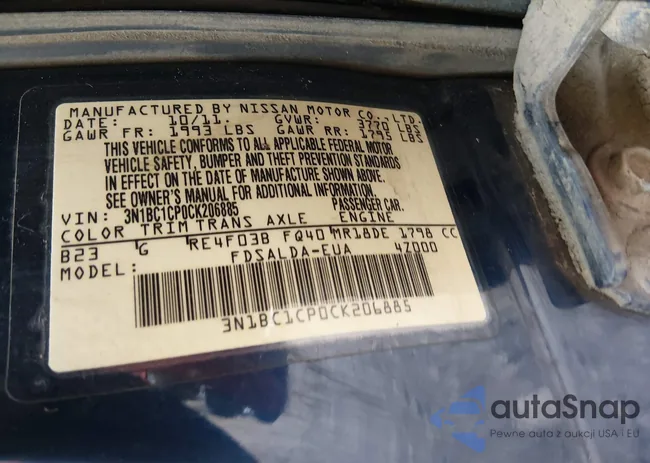 MANUFACTURED BY NISSAN MOTOR CO., LTD.
DATE: 10/11. GVWR: 3770 LBS
GAWR FR: 1993 LBS GAWR RR: 1795 LBS
THIS VEHICLE CONFORMS TO ALL APPLICABLE FEDERAL MOTOR
VEHICLE SAFETY, BUMPER AND THEFT PREVENTION STANDARDS
IN EFFECT ON THE DATE OF MANUFACTURE SHOWN ABOVE.
SEE OWNER'S MANUAL FOR ADDITIONAL INFORMATION.
VIN: 3N1BC1CP0CK206885 PASSENGER CAR.
COLOR TRIM TRANS AXLE ENGINE
B23 G RE4F03B FQ40 MR18DE 1798 CC
MODEL: FDSALDA-EUA 47000
3N1BC1CP0CK206885
autaSnap
Pewne auta z aukcji USA i EU